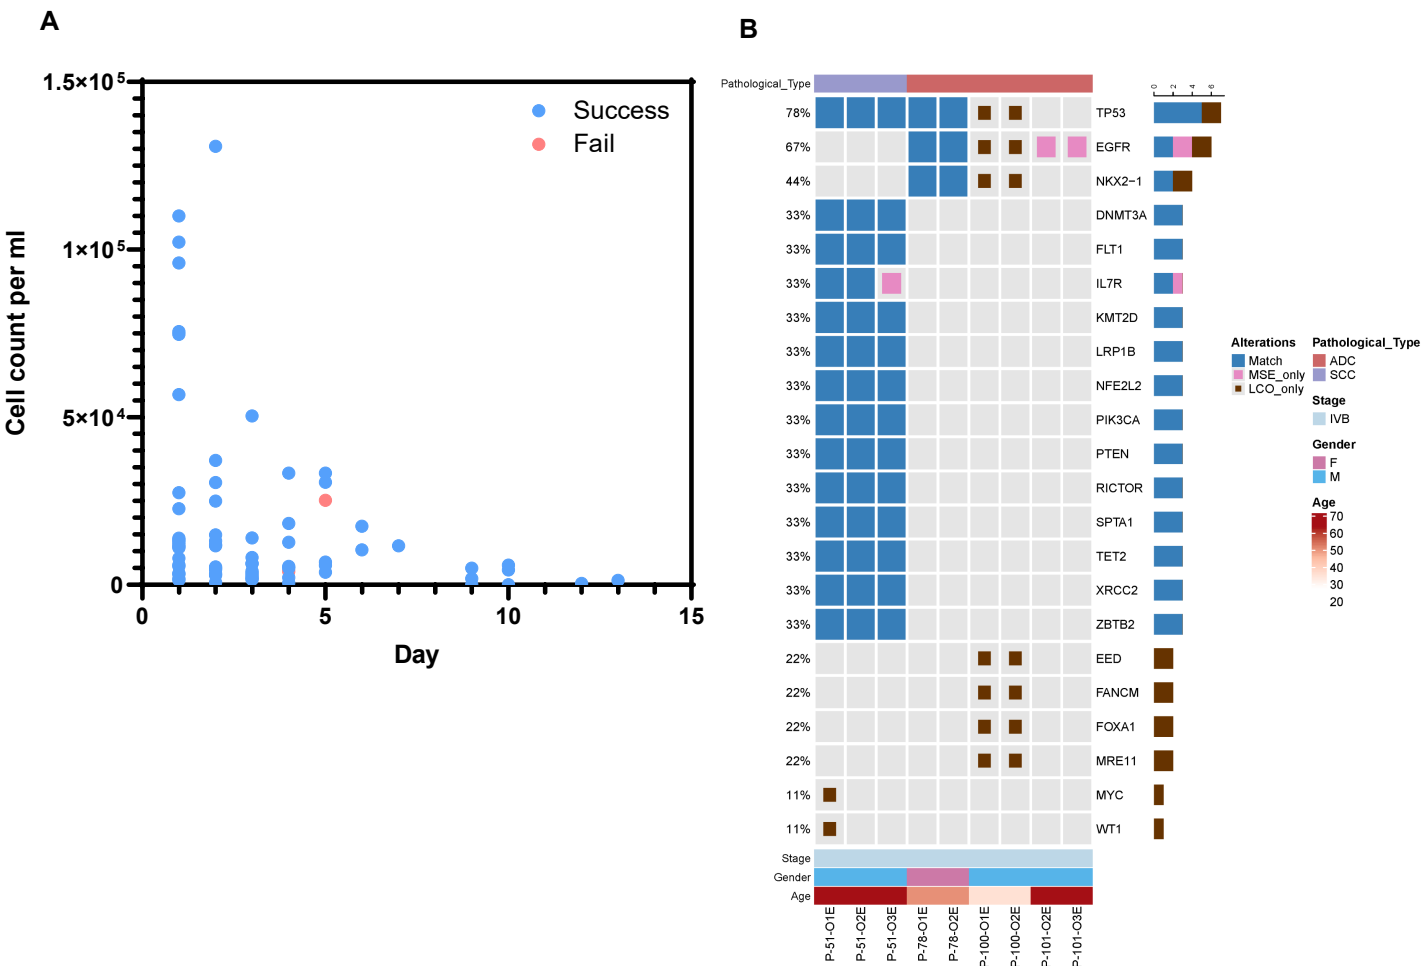 A
B
1.5×10⁵
1×10⁵
5×10⁴
0
Cell count per ml
0 5 10 15
Day
Success
Fail
Pathological_Type
0 2 4 6
78% TP53
67% EGFR
44% NKX2−1
33% DNMT3A
33% FLT1
33% IL7R
33% KMT2D
33% LRP1B
33% NFE2L2
33% PIK3CA
33% PTEN
33% RICTOR
33% SPTA1
33% TET2
33% XRCC2
33% ZBTB2
22% EED
22% FANCM
22% FOXA1
22% MRE11
11% MYC
11% WT1
Stage
Gender
Age
P-51-O1E
P-51-O2E
P-51-O3E
P-78-O1E
P-78-O2E
P-100-O1E
P-100-O2E
P-101-O2E
P-101-O3E
Alterations
Match
MSE_only
LCO_only
Pathological_Type
ADC
SCC
Stage
IVB
Gender
F
M
Age
70
60
50
40
30
20